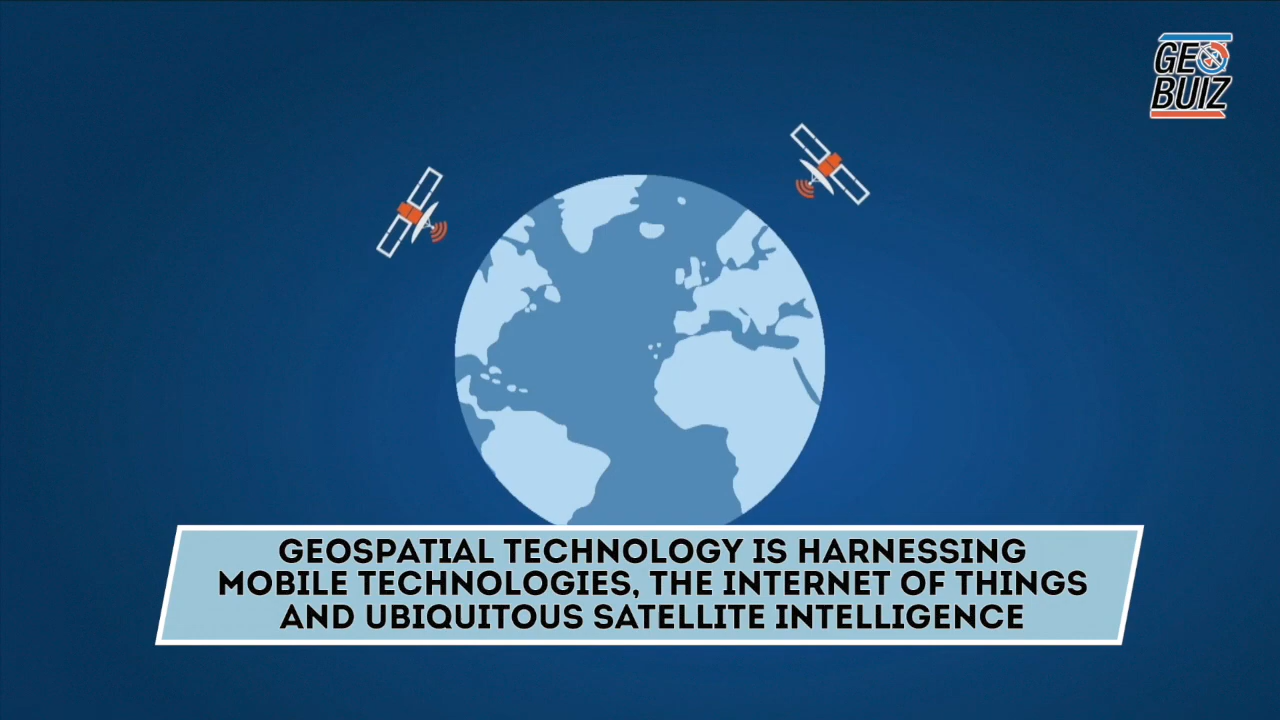 GEO
BUIZ
GEOSPATIAL TECHNOLOGY IS HARNESSING
MOBILE TECHNOLOGIES, THE INTERNET OF THINGS
AND UBIQUITOUS SATELLITE INTELLIGENCE